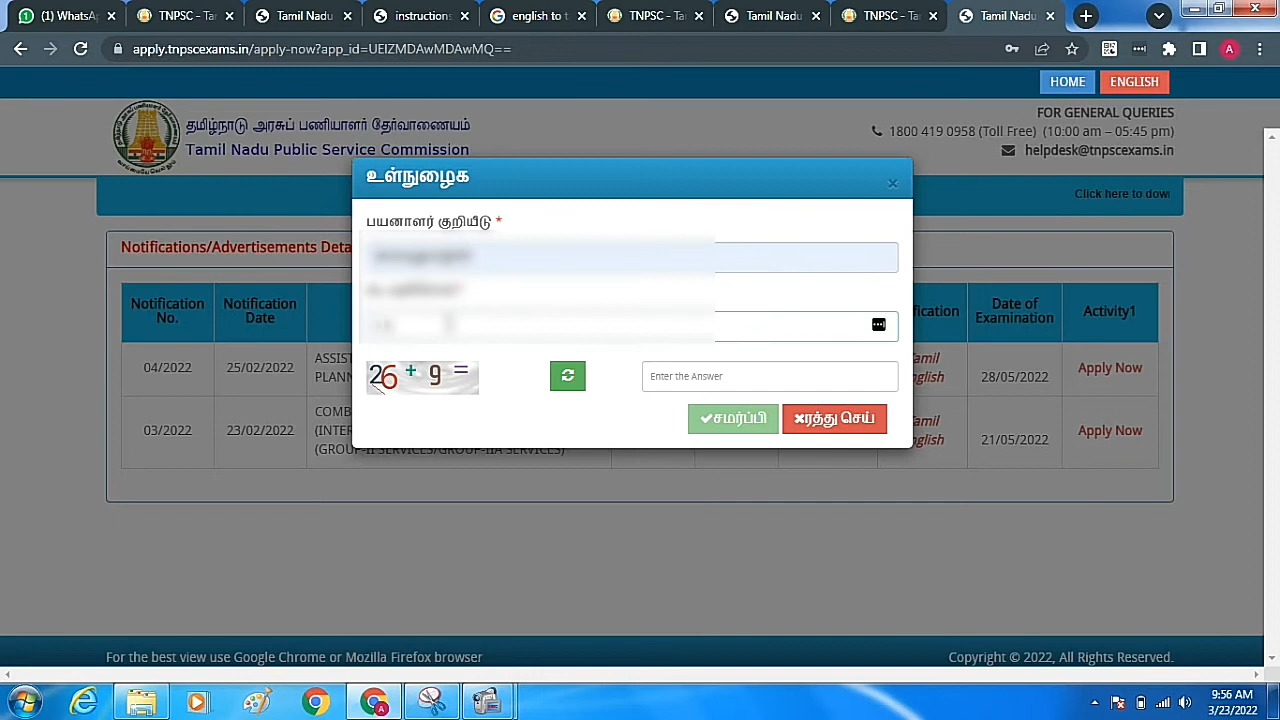 (1) WhatsA
TNPSC - Ta
Tamil Nadu
instructions
english to
TNPSC - Ta
Tamil Nadu
TNPSC - Ta
Tamil Nadu
apply.tnpscexams.in/apply-now?app_id=UElZMDAwMDAwMQ==
A
HOME
ENGLISH
தமிழ்நாடு அரசுப் பணியாளர் தேர்வாணையம்
Tamil Nadu Public Service Commission
FOR GENERAL QUERIES
1800 419 0958 (Toll Free) (10:00 am – 05:45 pm)
helpdesk@tnpscexams.in
Click here to dow
உள்நுழைக
×
பயனாளர் குறியீடு *
26 + 9 =
Enter the Answer
சமர்ப்பி
ரத்து செய்
Notifications/Advertisements Deta
Notification No.
Notification Date
ification
Date of Examination
Activity1
04/2022
25/02/2022
ASSIST
PLANN
Tamil
nglish
28/05/2022
Apply Now
03/2022
23/02/2022
COMB
(INTER
(GROUP-II SERVICES/GROUP-IIA SERVICES)
Tamil
nglish
21/05/2022
Apply Now
For the best view use Google Chrome or Mozilla Firefox browser
Copyright © 2022, All Rights Reserved.
9:56 AM
3/23/2022